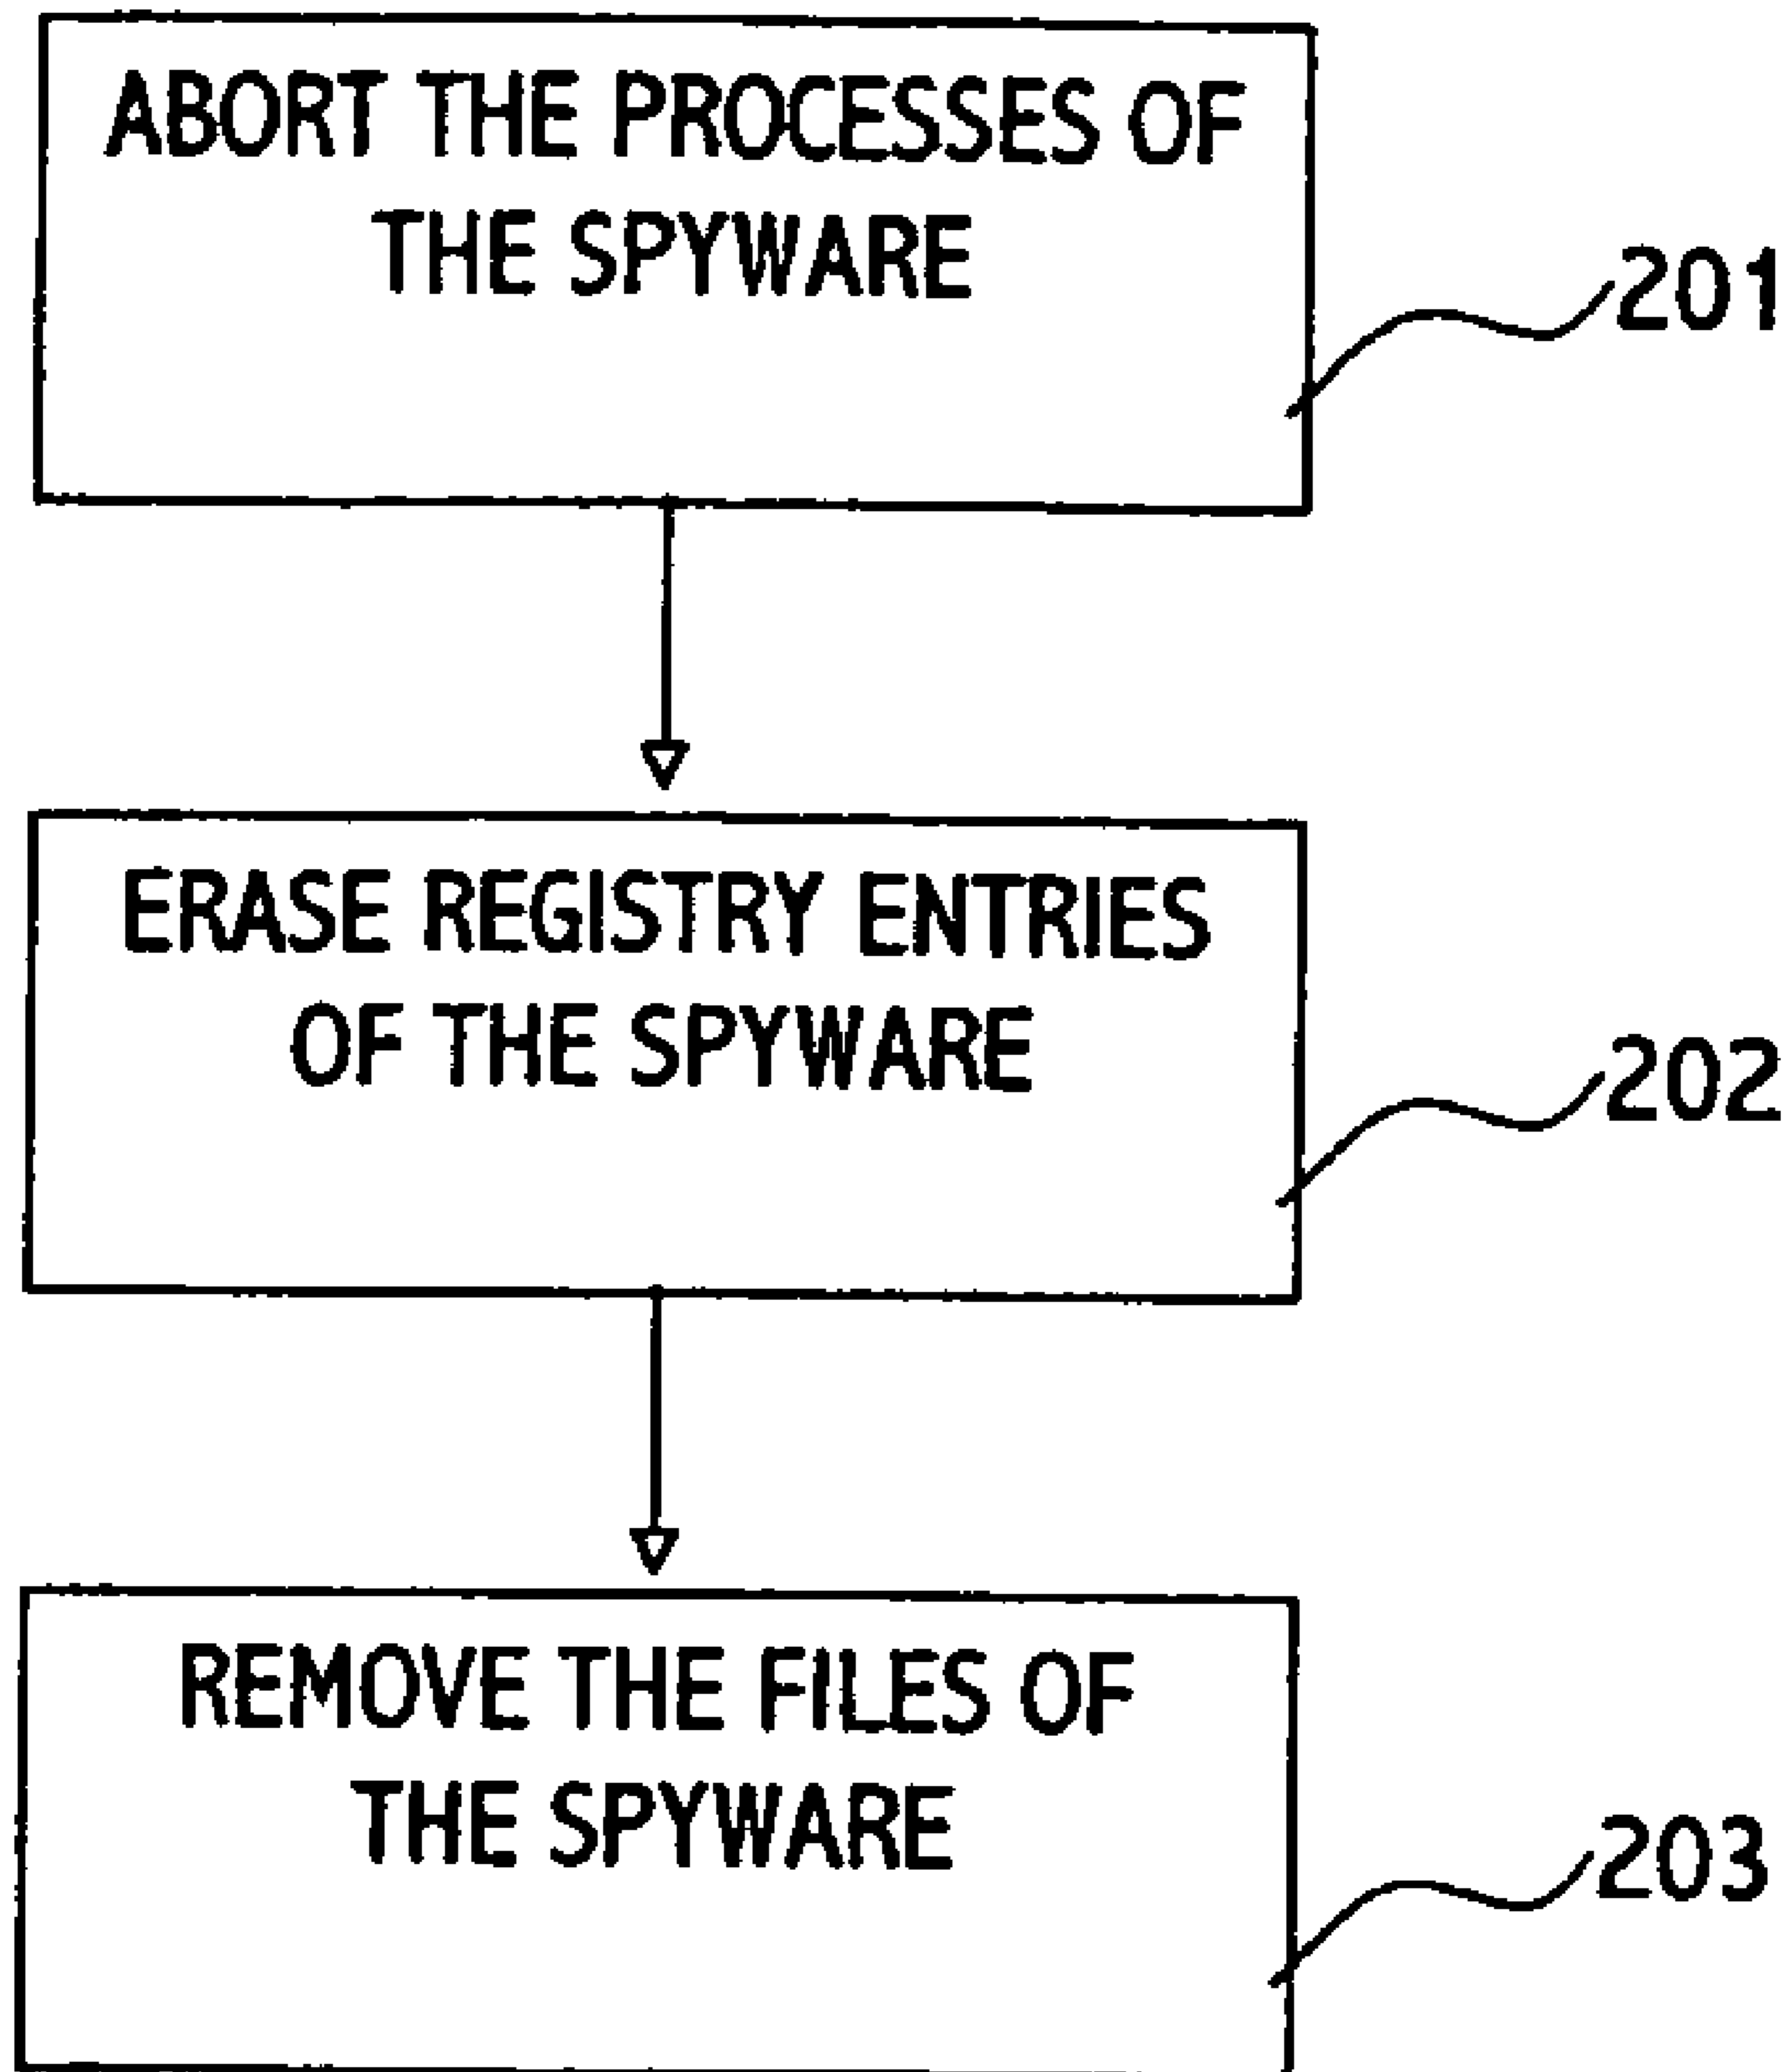 ABORT THE PROCESSES OF
THE SPYWARE
201
ERASE REGISTRY ENTRIES
OF THE SPYWARE
202
REMOVE THE FILES OF
THE SPYWARE
203